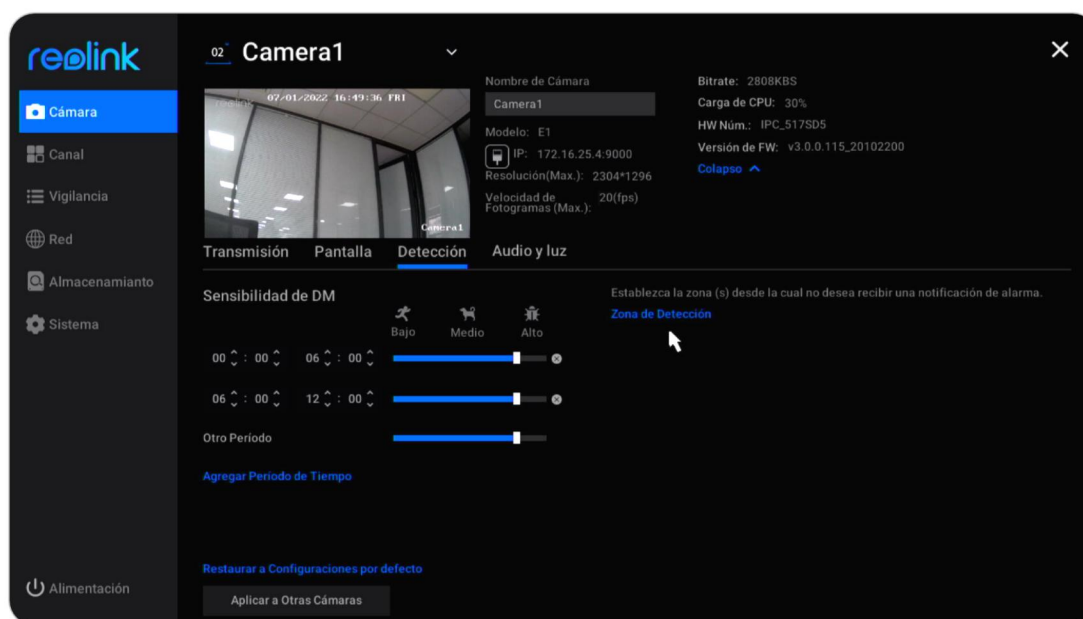 reolink
02 Camera1
Cámara
Canal
Vigilancia
Red
Almacenamianto
Sistema
Alimentación
reolink 07/01/2022 16:49:36 FRI
Camera1
Nombre de Cámara
Camera1
Modelo: E1
IP: 172.16.25.4:9000
Resolución(Max.): 2304*1296
Velocidad de 20(fps)
Fotogramas (Max.):
Bitrate: 2808KBS
Carga de CPU: 30%
HW Núm.: IPC_517SD5
Versión de FW: v3.0.0.115_20102200
Colapso
Transmisión Pantalla Detección Audio y luz
Sensibilidad de DM
Bajo Medio Alto
00 : 00 06 : 00
06 : 00 12 : 00
Otro Período
Agregar Período de Tiempo
Establezca la zona (s) desde la cual no desea recibir una notificación de alarma.
Zona de Detección
Restaurar a Configuraciones por defecto
Aplicar a Otras Cámaras